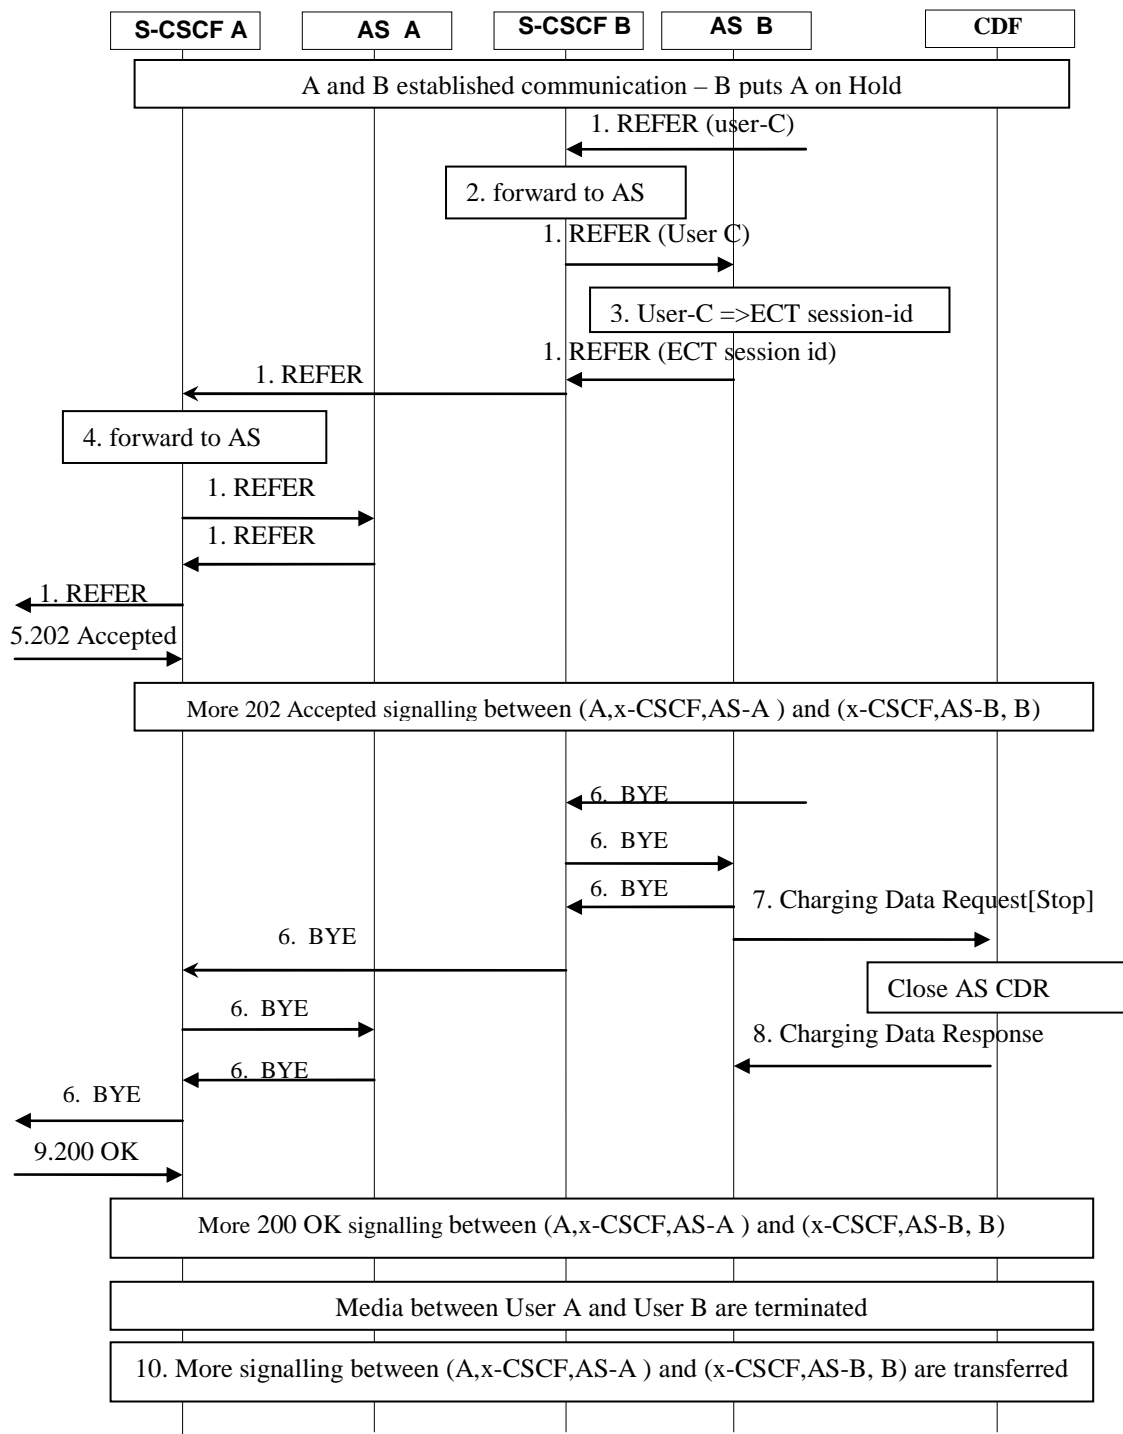 S-CSCF A
AS A
S-CSCF B
AS B
CDF
A and B established communication – B puts A on Hold
1. REFER (user-C)
2. forward to AS
1. REFER (User C)
3. User-C =>ECT session-id
1. REFER (ECT session id)
1. REFER
4. forward to AS
1. REFER
1. REFER
1. REFER
5.202 Accepted
More 202 Accepted signalling between (A,x-CSCF,AS-A ) and (x-CSCF,AS-B, B)
6. BYE
6. BYE
6. BYE
7. Charging Data Request[Stop]
6. BYE
Close AS CDR
6. BYE
8. Charging Data Response
6. BYE
6. BYE
9.200 OK
More 200 OK signalling between (A,x-CSCF,AS-A ) and (x-CSCF,AS-B, B)
Media between User A and User B are terminated
10. More signalling between (A,x-CSCF,AS-A ) and (x-CSCF,AS-B, B) are transferred